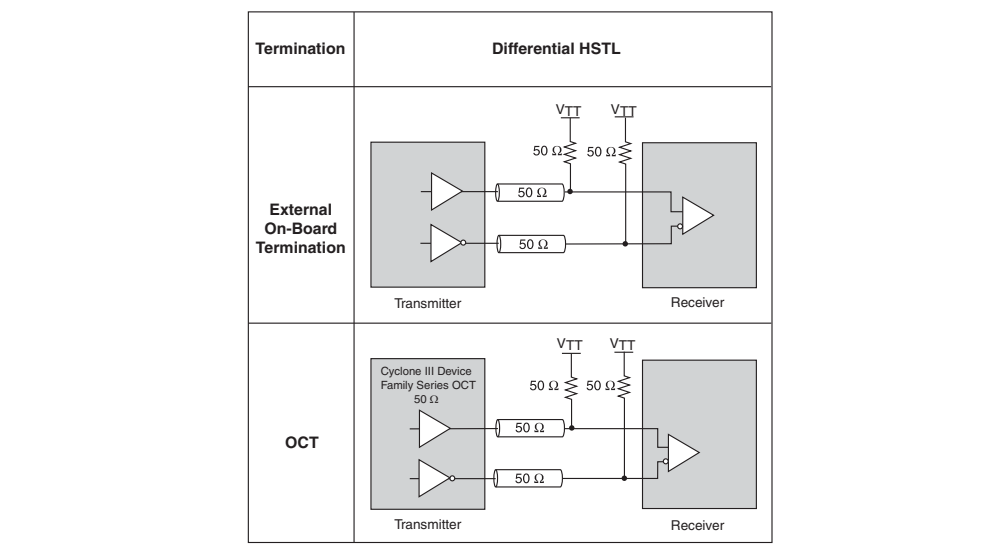 Termination
Differential HSTL
External
On-Board
Termination
VTT VTT
50 Ω 50 Ω
50 Ω
50 Ω
Transmitter
Receiver
OCT
Cyclone III Device
Family Series OCT
50 Ω
VTT VTT
50 Ω 50 Ω
50 Ω
50 Ω
Transmitter
Receiver